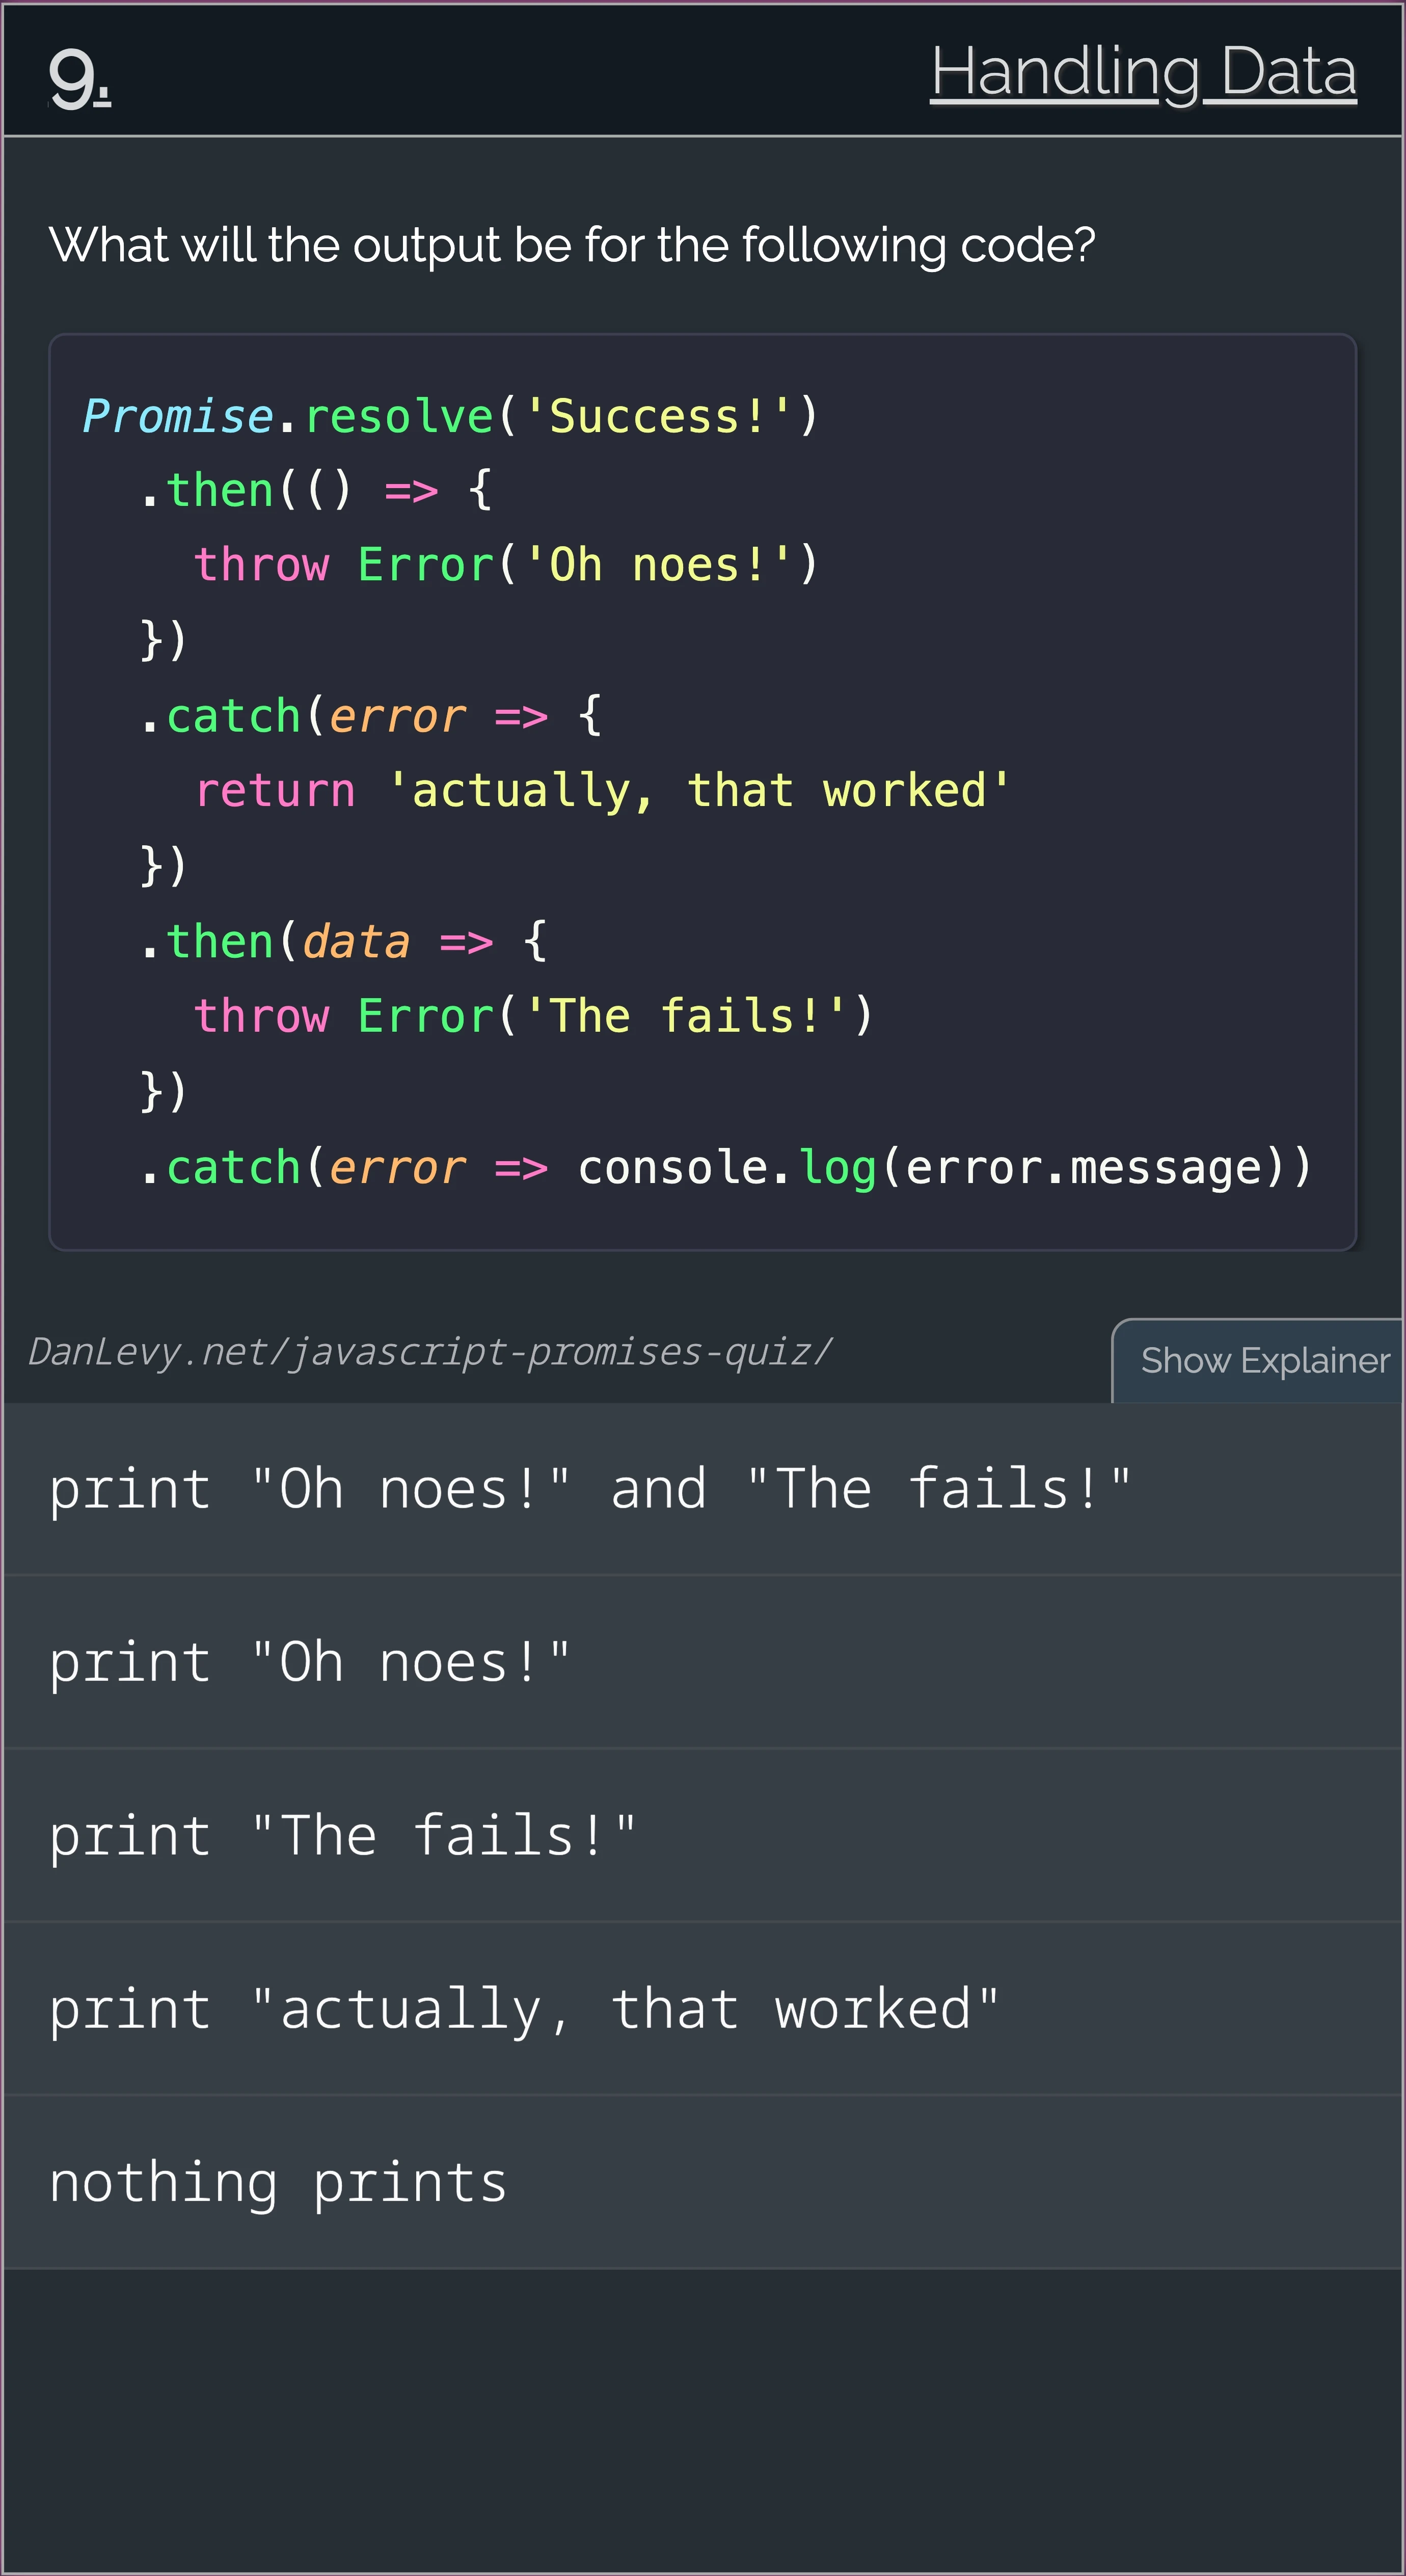 9.
Handling Data
What will the output be for the following code?
Promise.resolve('Success!')
  .then(() => {
    throw Error('Oh noes!')
  })
  .catch(error => {
    return 'actually, that worked'
  })
  .then(data => {
    throw Error('The fails!')
  })
  .catch(error => console.log(error.message))
DanLevy.net/javascript-promises-quiz/
Show Explainer
print "Oh noes!" and "The fails!"
print "Oh noes!"
print "The fails!"
print "actually, that worked"
nothing prints